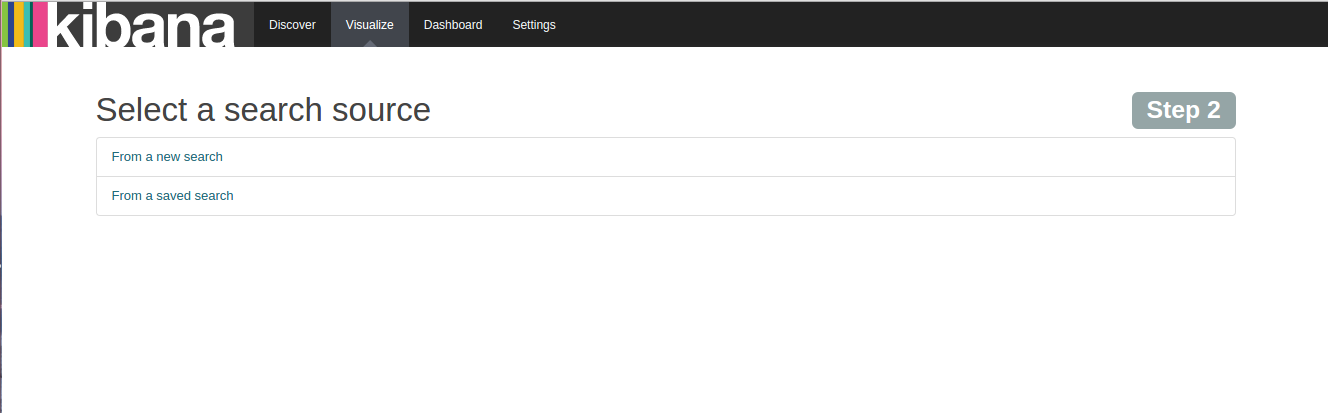 kibana Discover Visualize Dashboard Settings
Select a search source Step 2
From a new search
From a saved search